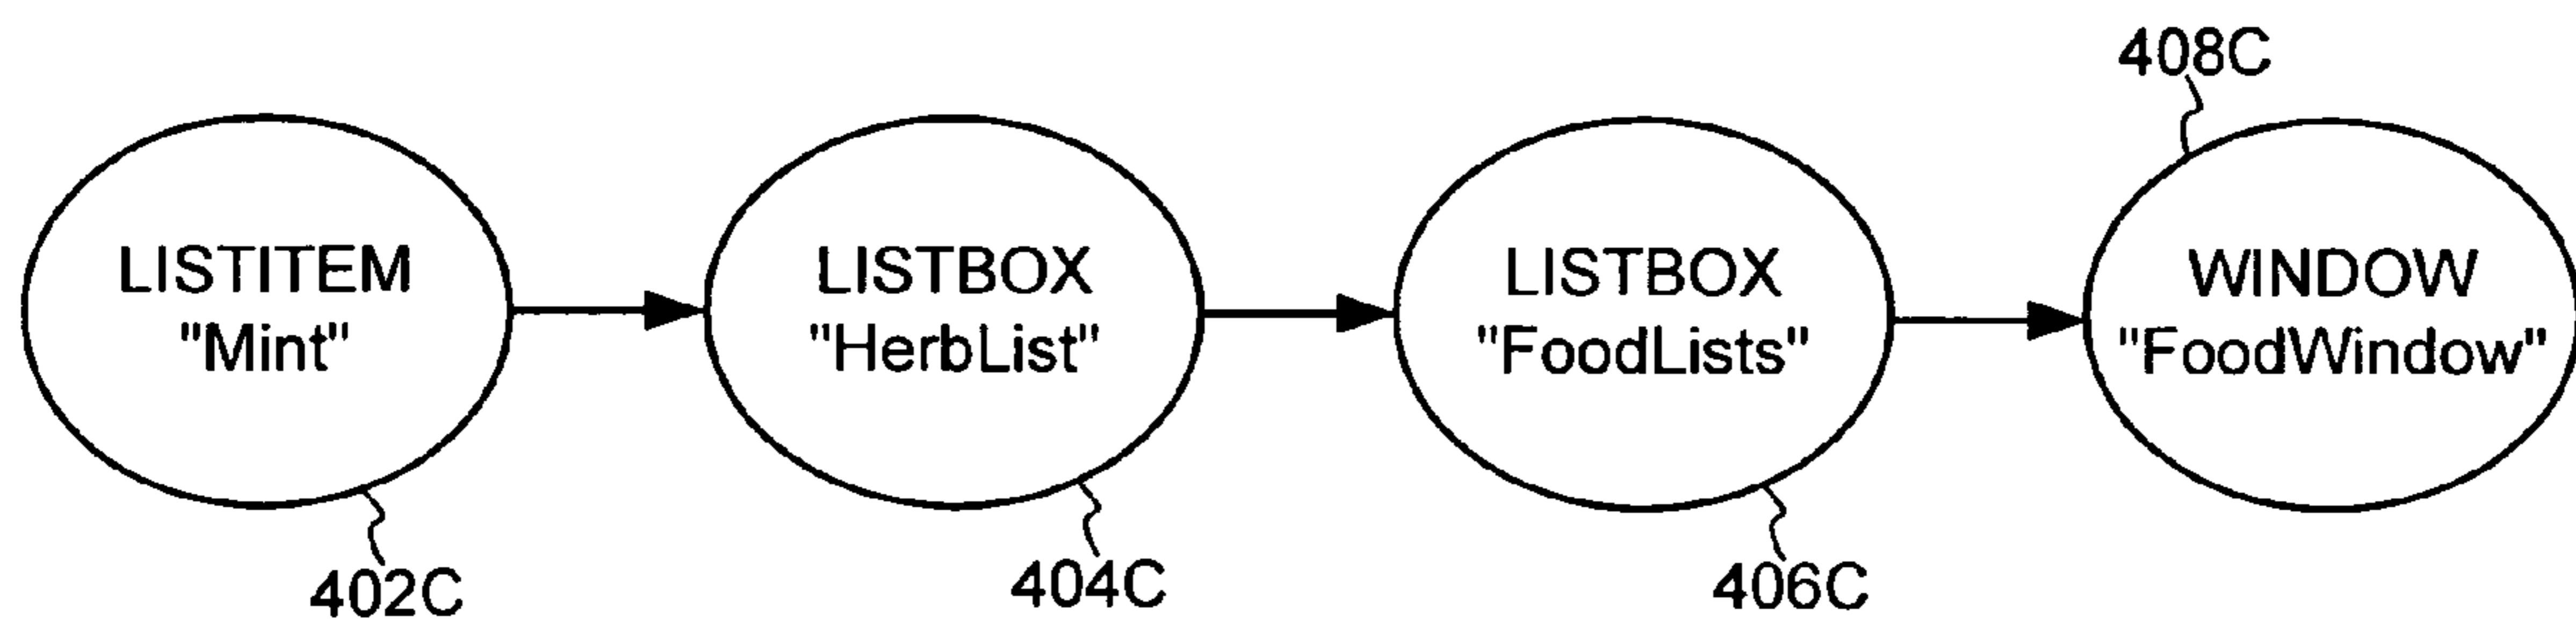 408C
LISTITEM
"Mint"
LISTBOX
"HerbList"
LISTBOX
"FoodLists"
WINDOW
"FoodWindow"
402C
404C
406C